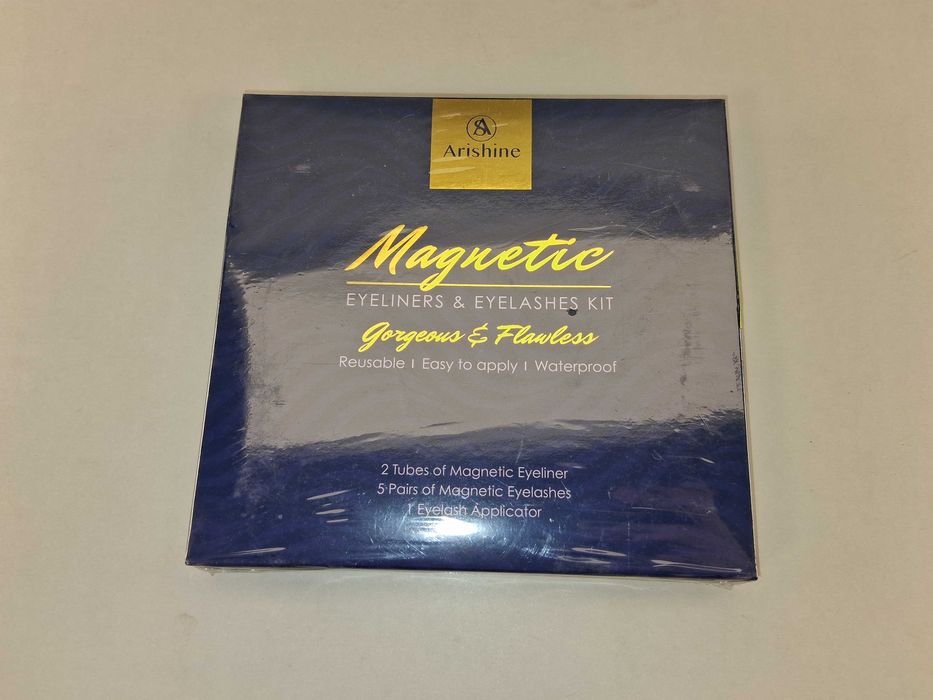 Arishine
Magnetic
EYELINERS & EYELASHES KIT
Gorgeous & Flawless
Reusable I Easy to apply I Waterproof
2 Tubes of Magnetic Eyeliner
5 Pairs of Magnetic Eyelashes
1 Eyelash Applicator